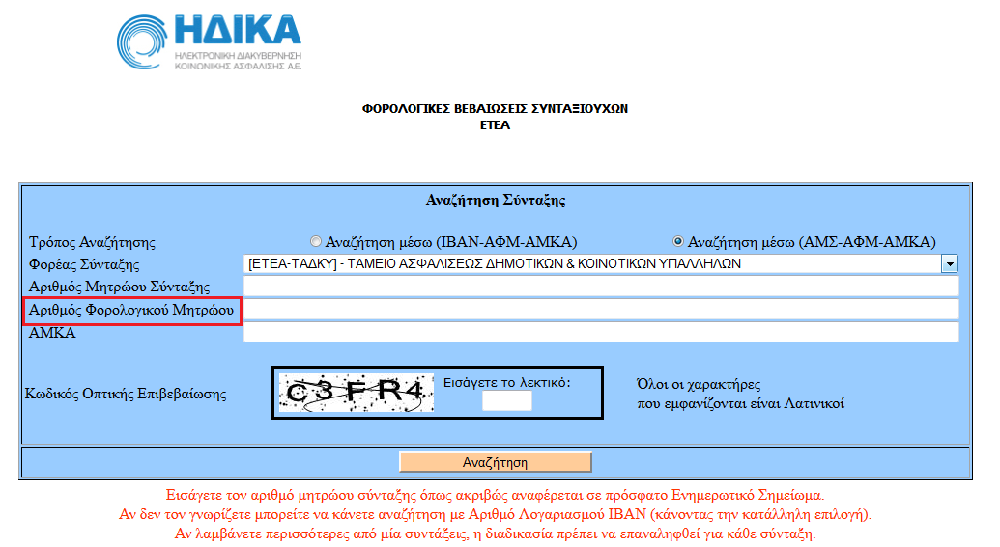 ΗΔΙΚΑ
ΗΛΕΚΤΡΟΝΙΚΗ ΔΙΑΚΥΒΕΡΝΗΣΗ
ΚΟΙΝΩΝΙΚΗΣ ΑΣΦΑΛΙΣΗΣ Α.Ε.
ΦΟΡΟΛΟΓΙΚΕΣ ΒΕΒΑΙΩΣΕΙΣ ΣΥΝΤΑΞΙΟΥΧΩΝ
ΕΤΕΑ
Αναζήτηση Σύνταξης
Τρόπος Αναζήτησης Αναζήτηση μέσω (ΙΒΑΝ-ΑΦΜ-ΑΜΚΑ) Αναζήτηση μέσω (ΑΜΣ-ΑΦΜ-ΑΜΚΑ)
Φορέας Σύνταξης [ΕΤΕΑ-ΤΑΔΚΥ] - ΤΑΜΕΙΟ ΑΣΦΑΛΙΣΕΩΣ ΔΗΜΟΤΙΚΩΝ & ΚΟΙΝΟΤΙΚΩΝ ΥΠΑΛΛΗΛΩΝ
Αριθμός Μητρώου Σύνταξης
Αριθμός Φορολογικού Μητρώου
ΑΜΚΑ
Κωδικός Οπτικής Επιβεβαίωσης C3FR4 Εισάγετε το λεκτικό: Όλοι οι χαρακτήρες
που εμφανίζονται είναι Λατινικοί
Αναζήτηση
Εισάγετε τον αριθμό μητρώου σύνταξης όπως ακριβώς αναφέρεται σε πρόσφατο Ενημερωτικό Σημείωμα.
Αν δεν τον γνωρίζετε μπορείτε να κάνετε αναζήτηση με Αριθμό Λογαριασμού ΙΒΑΝ (κάνοντας την κατάλληλη επιλογή).
Αν λαμβάνετε περισσότερες από μία συντάξεις, η διαδικασία πρέπει να επαναληφθεί για κάθε σύνταξη.